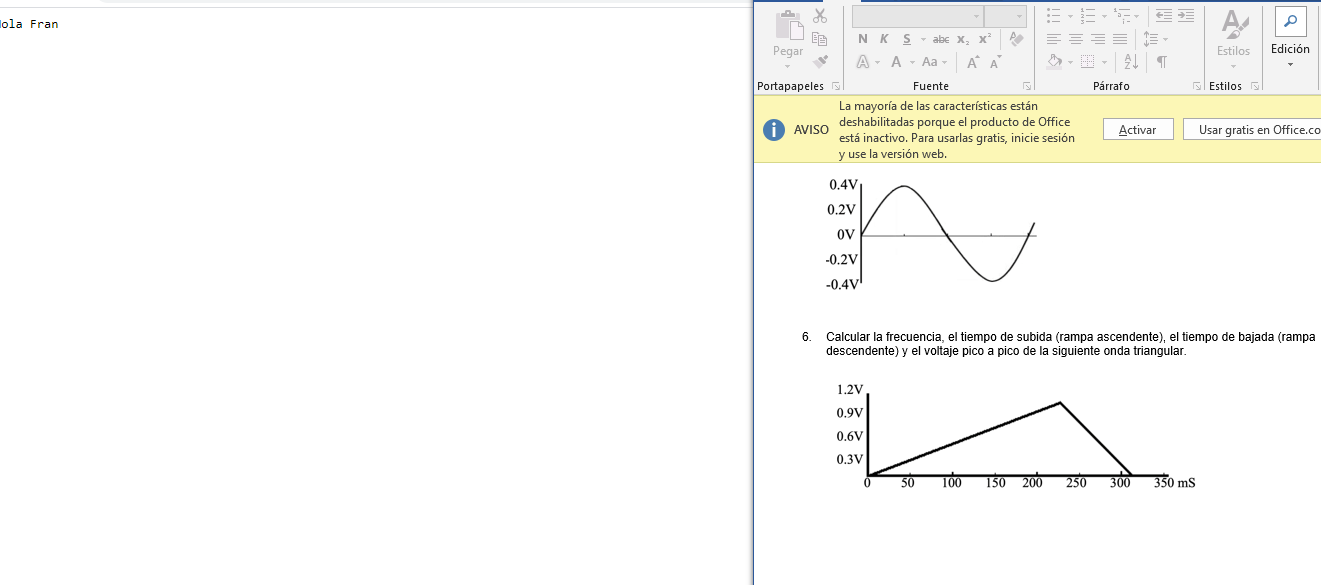 ola Fran
Pegar
Portapapeles
N K S abc X₂ X²
A A Aa A A
Fuente
A
Z
Párrafo
Estilos
Estilos
Edición
AVISO
La mayoría de las características están
deshabilitadas porque el producto de Office
está inactivo. Para usarlas gratis, inicie sesión
y use la versión web.
Activar
Usar gratis en Office.co
0.4V
0.2V
0V
-0.2V
-0.4V
6. Calcular la frecuencia, el tiempo de subida (rampa ascendente), el tiempo de bajada (rampa
descendente) y el voltaje pico a pico de la siguiente onda triangular.
1.2V
0.9V
0.6V
0.3V
0 50 100 150 200 250 300 350 mS